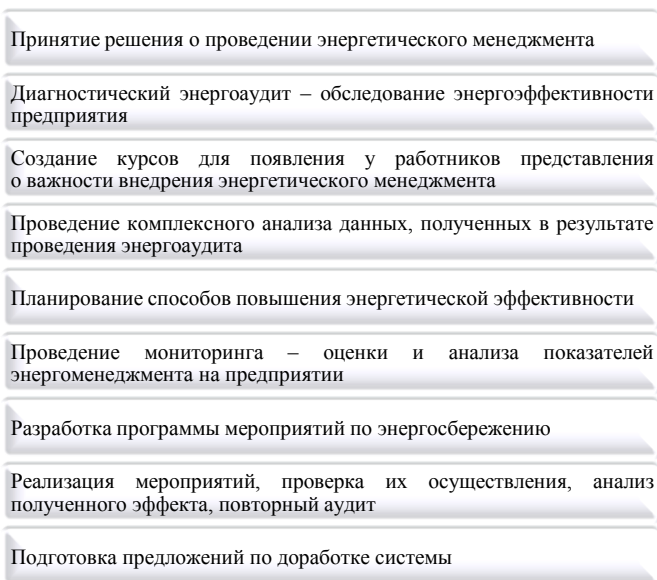 Принятие решения о проведении энергетического менеджмента
Диагностический энергоаудит – обследование энергоэффективности
предприятия
Создание курсов для появления у работников представления
о важности внедрения энергетического менеджмента
Проведение комплексного анализа данных, полученных в результате
проведения энергоаудита
Планирование способов повышения энергетической эффективности
Проведение мониторинга – оценки и анализа показателей
энергоменеджмента на предприятии
Разработка программы мероприятий по энергосбережению
Реализация мероприятий, проверка их осуществления, анализ
полученного эффекта, повторный аудит
Подготовка предложений по доработке системы